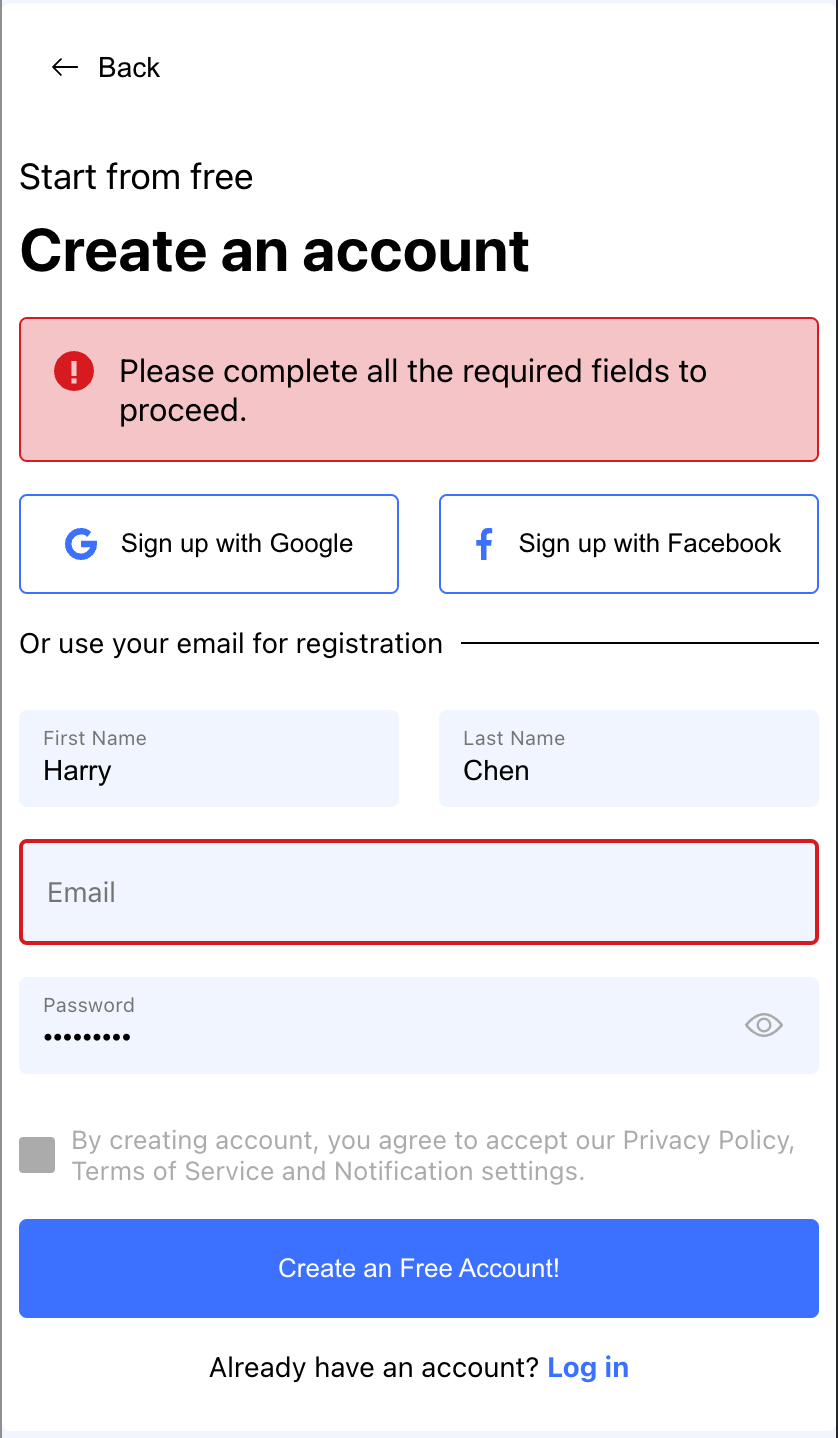 Back
Start from free
Create an account
Please complete all the required fields to
proceed.
Sign up with Google
Sign up with Facebook
Or use your email for registration
First Name
Harry
Last Name
Chen
Email
Password
•••••••••
By creating account, you agree to accept our Privacy Policy,
Terms of Service and Notification settings.
Create an Free Account!
Already have an account? Log in